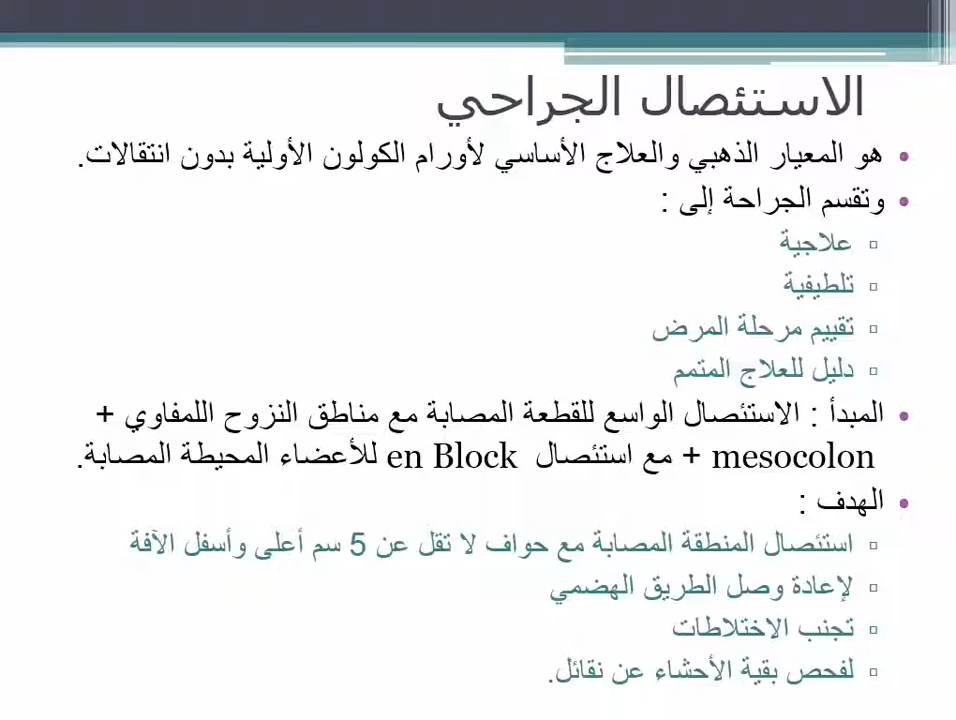 الاستئصال الجراحي
• هو المعيار الذهبي والعلاج الأساسي لأورام الكولون الأولية بدون انتقالات.
• وتقسم الجراحة إلى :
▫ علاجية
▫ تلطيفية
▫ تقييم مرحلة المرض
▫ دليل للعلاج المتمم
• المبدأ : الاستئصال الواسع للقطعة المصابة مع مناطق النزوح اللمفاوي +
mesocolon + مع استئصال en Block للأعضاء المحيطة المصابة.
• الهدف :
▫ استئصال المنطقة المصابة مع حواف لا تقل عن 5 سم أعلى وأسفل الآفة
▫ لإعادة وصل الطريق الهضمي
▫ تجنب الاختلاطات
▫ لفحص بقية الأحشاء عن نقائل.